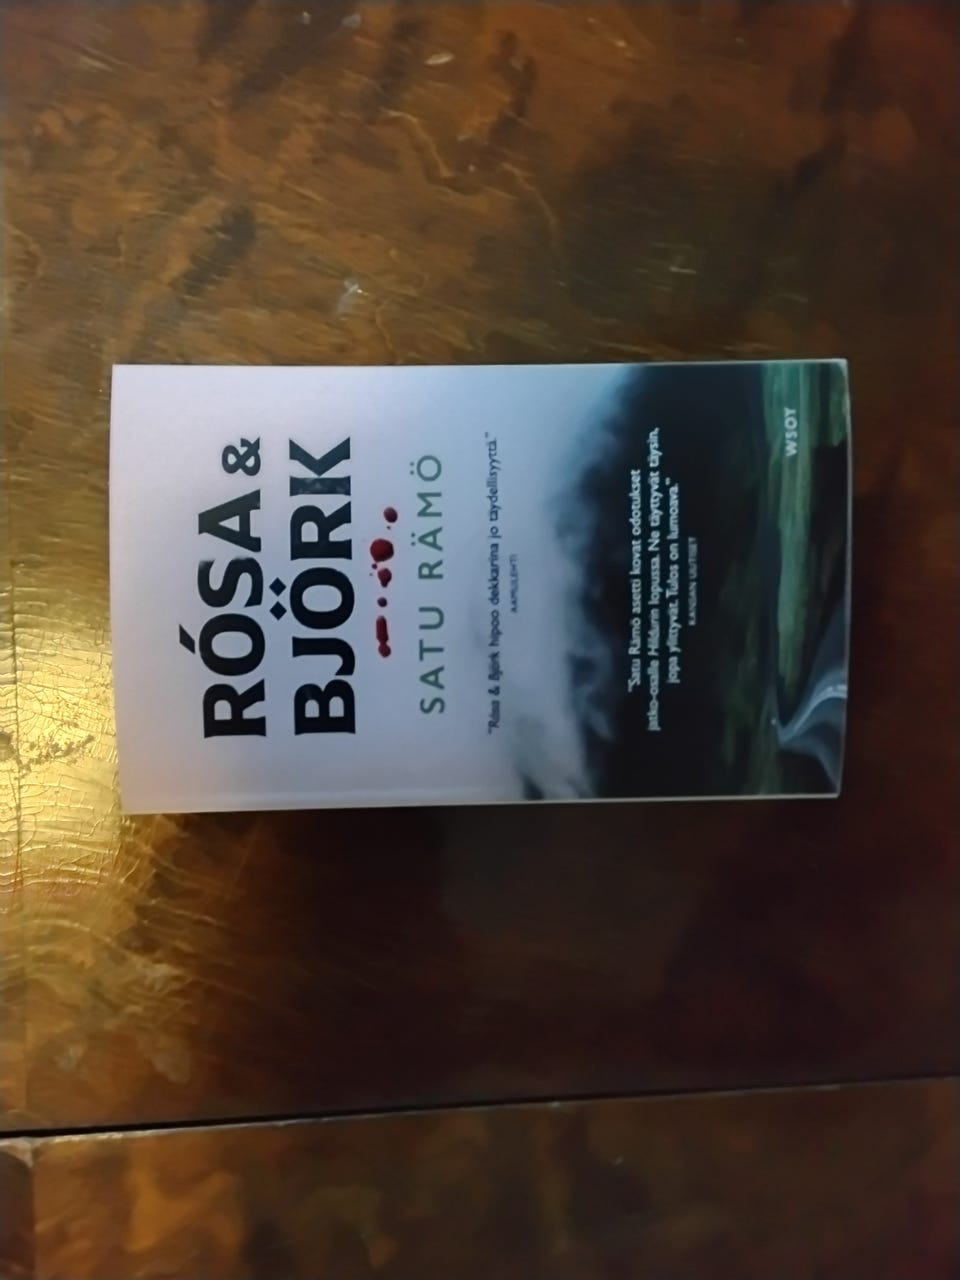 RÓSA &
BJÖRK
SATU RÄMÖ
"Rósa & Björk hipoo dekkarina jo täydellisyyttä."
AAMULEHTI
"Satu Rämö asetti kovat odotukset
jatko-osalle Hildurin lopussa. Ne täyttyvät täysin,
jopa ylittyvät. Tulos on lumoava."
KANSAN UUTISET
WSOY